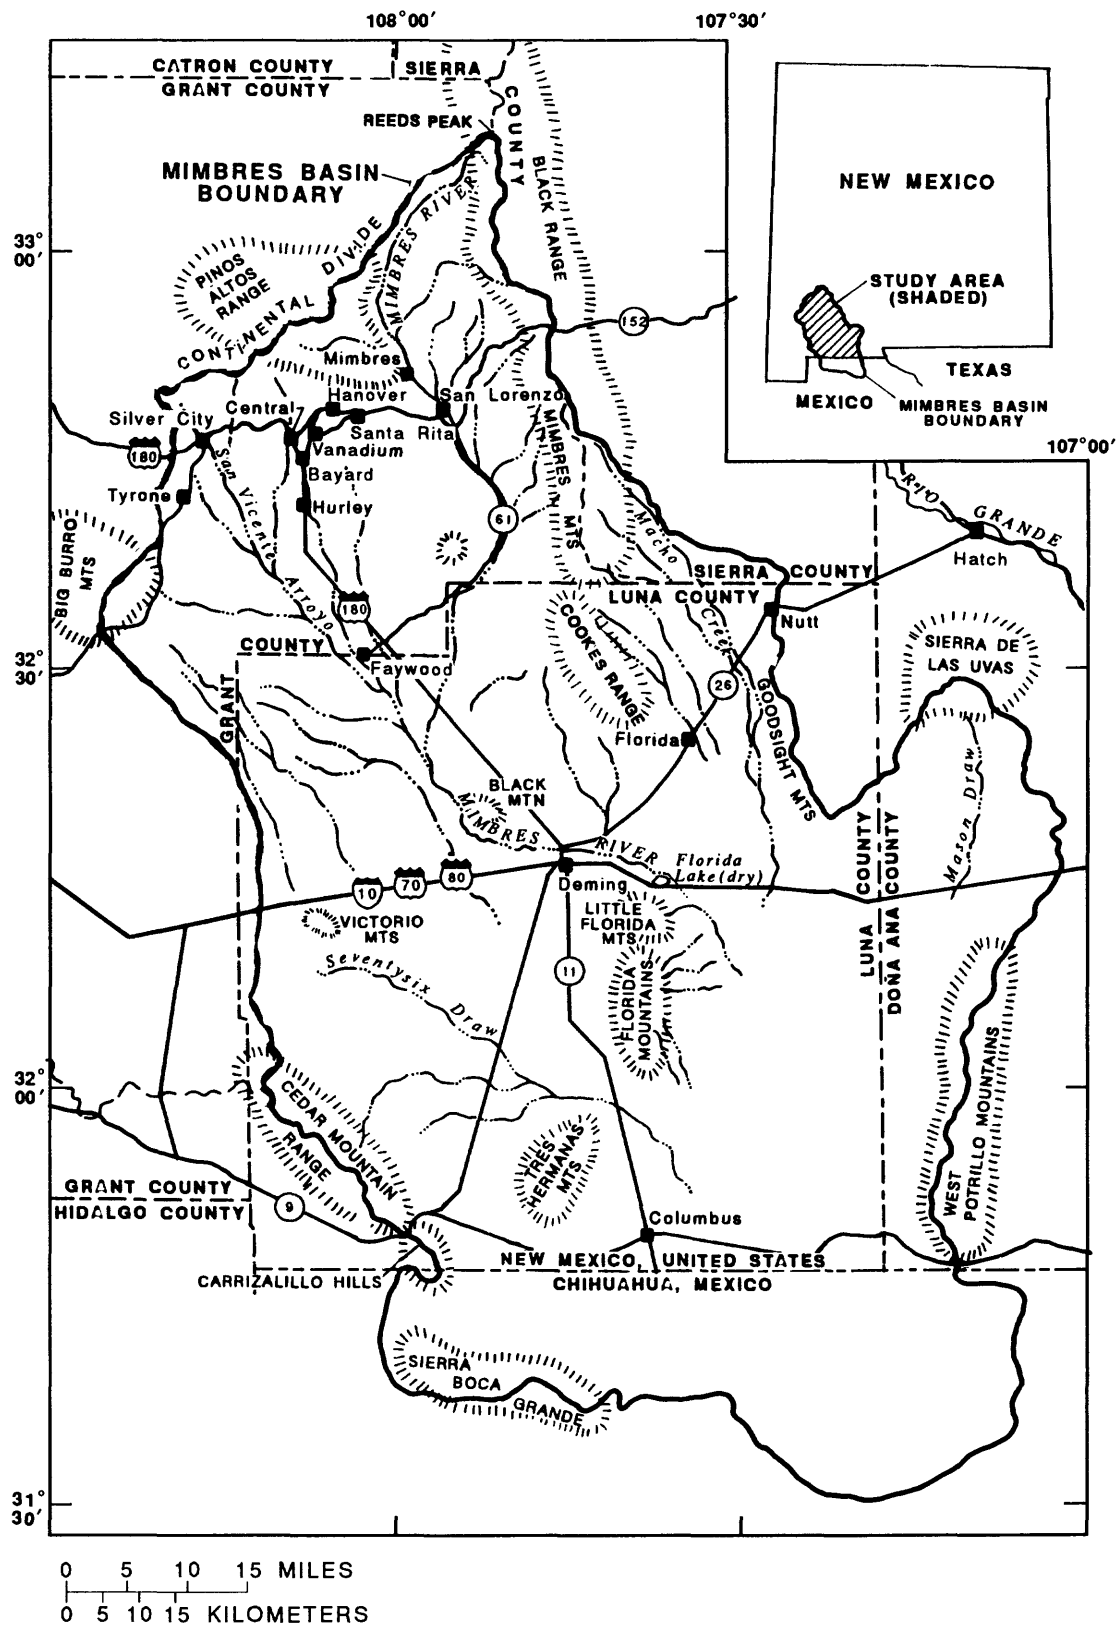 108°00′
107°30′
CATRON COUNTY
GRANT COUNTY
SIERRA
COUNTY
REEDS PEAK
MIMBRES BASIN
BOUNDARY
BLACK RANGE
MIMBRES RIVER
NEW MEXICO
33°
00′
PINOS
ALTOS
RANGE
CONTINENTAL DIVIDE
STUDY AREA
(SHADED)
152
TEXAS
MEXICO
MIMBRES BASIN
BOUNDARY
107°00′
Mimbres
Hanover
San Lorenzo
Silver City
Central
Santa Rita
Vanadium
180
Bayard
Tyrone
Hurley
San Vicente Arroyo
61
MIMBRES MTS
Macho Creek
RIO GRANDE
Hatch
BIG BURRO
MTS
SIERRA COUNTY
LUNA COUNTY
180
Nutt
COUNTY
GRANT
Faywood
32°
30′
COOKES RANGE
26
SIERRA DE
LAS UVAS
Florida
GOODSIGHT MTS
Mason Draw
BLACK
MTN
MIMBRES RIVER
Florida
Lake(dry)
LUNA COUNTY
DOÑA ANA COUNTY
10
70
80
Deming
LITTLE
FLORIDA
MTS
VICTORIO
MTS
Seventysix Draw
11
FLORIDA
MOUNTAINS
32°
00′
CEDAR MOUNTAIN
RANGE
TRES
HERMANAS
MTS
WEST
POTRILLO MOUNTAINS
GRANT COUNTY
HIDALGO COUNTY
9
Columbus
NEW MEXICO, UNITED STATES
CHIHUAHUA, MEXICO
CARRIZALILLO HILLS
SIERRA
BOCA
GRANDE
31°
30′
0 5 10 15 MILES
0 5 10 15 KILOMETERS